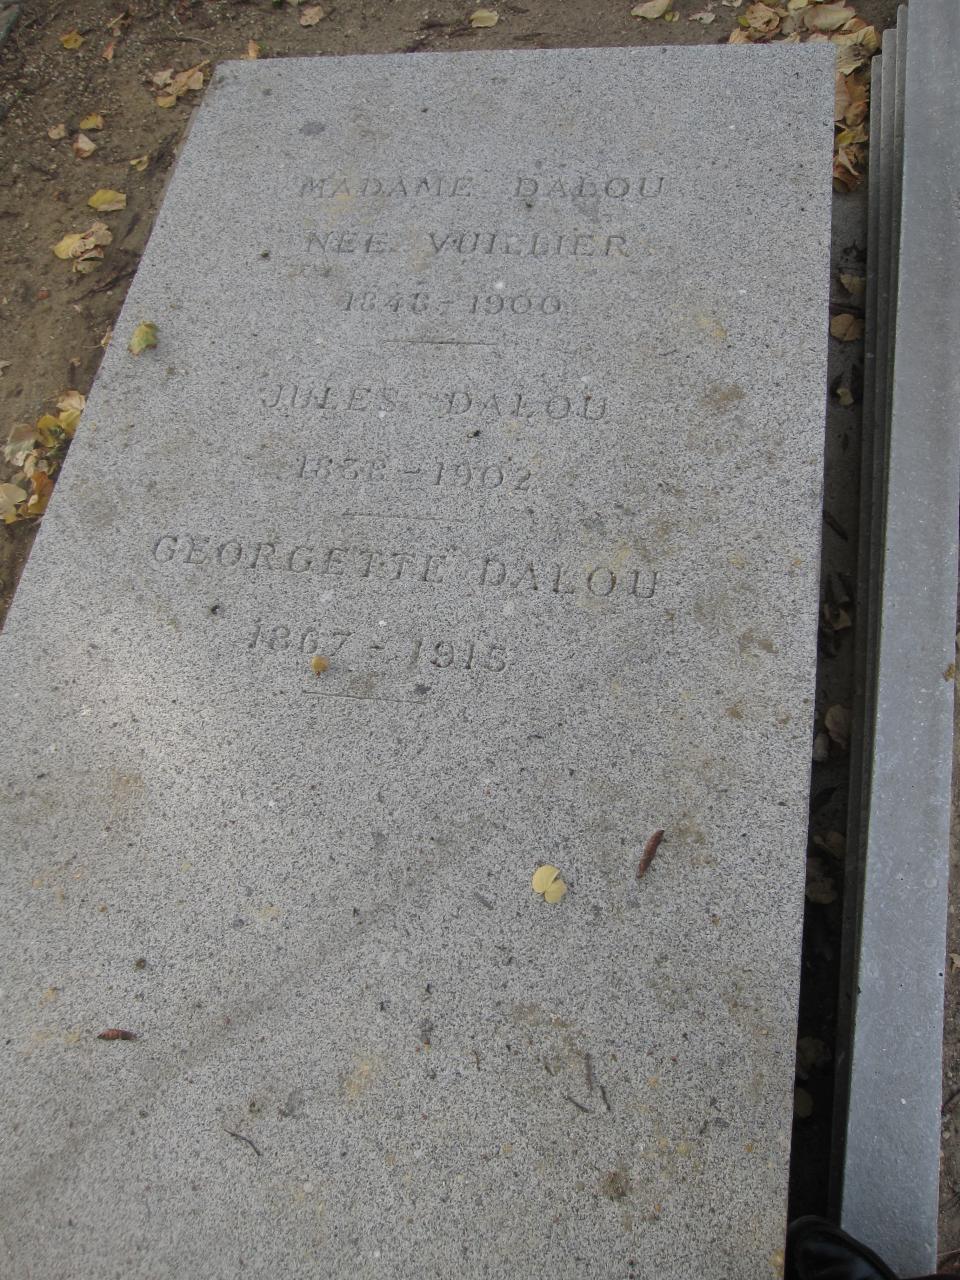 MADAME DALOU
NEE VUILLIER
1848-1900
JULES DALOU
1838-1902
GEORGETTE DALOU
1867-1915